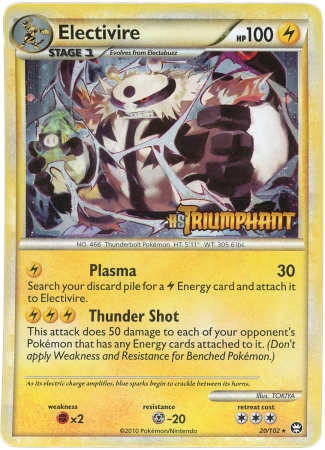 Electivire
HP100
STAGE 1
Evolves from Electabuzz
HS TRIUMPHANT
NO. 466 Thunderbolt Pokémon. HT: 5'11" WT: 305.6 lbs.
Plasma 30
Search your discard pile for a Energy card and attach it
to Electivire.
Thunder Shot
This attack does 50 damage to each of your opponent's
Pokémon that has any Energy cards attached to it. (Don't
apply Weakness and Resistance for Benched Pokémon.)
As its electric charge amplifies, blue sparks begin to crackle between its horns.
Illus. TOKIYA
weakness resistance retreat cost
×2 -20
©2010 Pokémon/Nintendo
20/102★